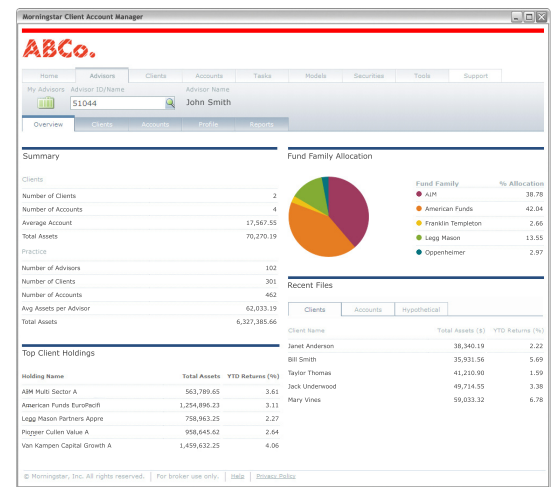 Morningstar Client Account Manager
ABCo.
Home Advisors Clients Accounts Tasks Models Securities Tools Support
My Advisors Advisor ID/Name Advisor Name
51044 John Smith
Overview Clients Accounts Profile Reports
Summary
Clients
Number of Clients 2
Number of Accounts 4
Average Account 17,567.55
Total Assets 70,270.19
Practice
Number of Advisors 102
Number of Clients 301
Number of Accounts 462
Avg Assets per Advisor 62,033.19
Total Assets 6,327,385.66
Top Client Holdings
Holding Name Total Assets YTD Returns (%)
AIM Multi Sector A 563,789.65 3.61
American Funds EuroPacifi 1,254,896.23 3.11
Legg Mason Partners Appre 758,963.25 2.27
Pioneer Cullen Value A 958,645.62 2.64
Van Kampen Capital Growth A 1,459,632.25 4.06
Fund Family Allocation
Fund Family % Allocation
AIM 38.78
American Funds 42.04
Franklin Templeton 2.66
Legg Mason 13.55
Oppenheimer 2.97
Recent Files
Clients Accounts Hypothetical
Client Name Total Assets ($) YTD Returns (%)
Janet Anderson 38,340.19 2.22
Bill Smith 35,931.56 5.69
Taylor Thomas 41,210.90 1.59
Jack Underwood 49,714.55 3.38
Mary Vines 59,033.32 6.78
© Morningstar, Inc. All rights reserved. | For broker use only. | Help | Privacy Policy